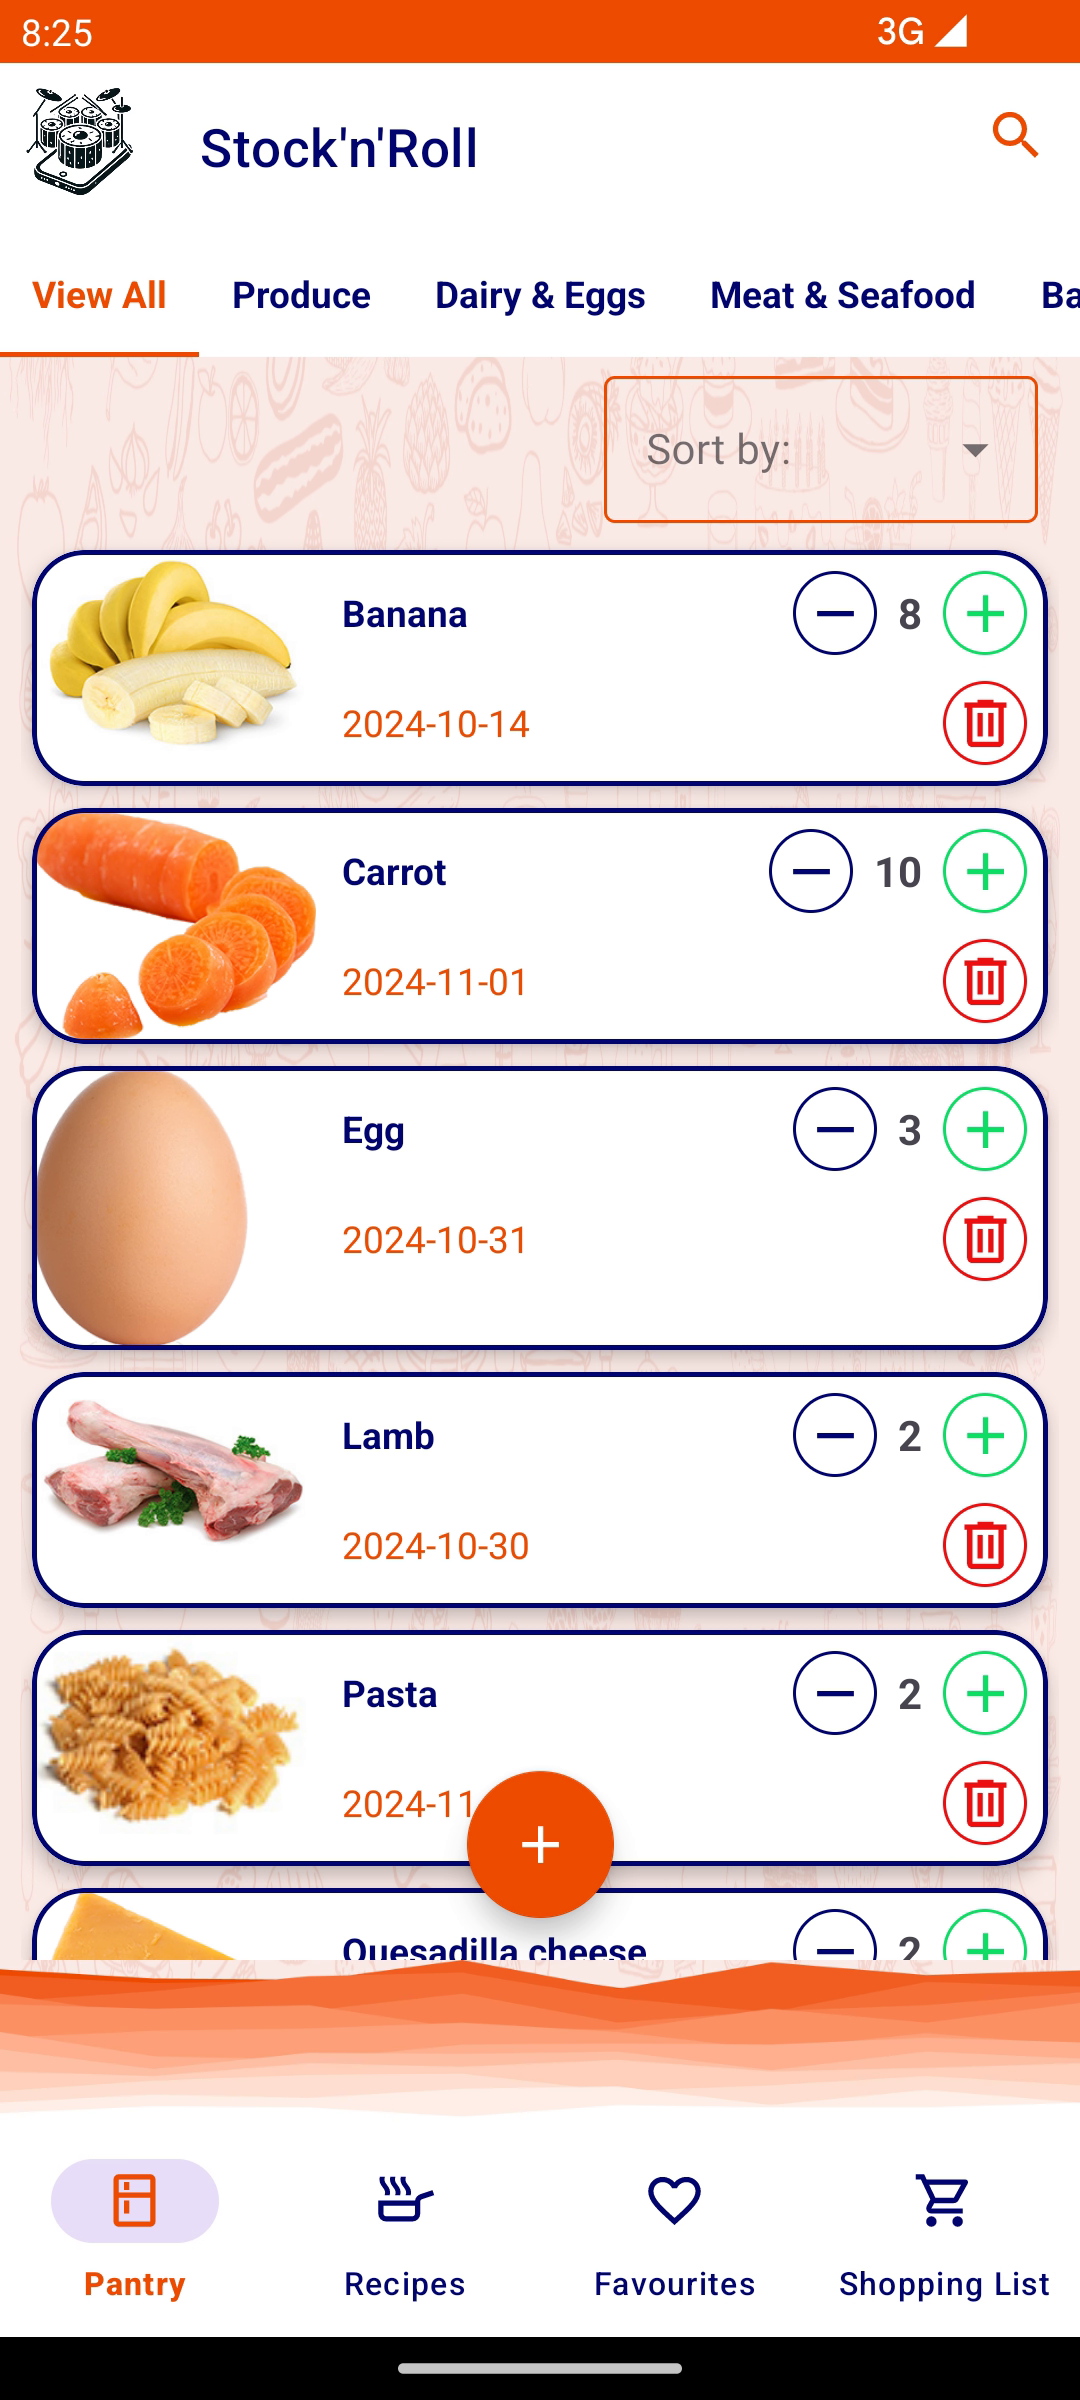 8:25
3G
Stock'n'Roll
View All
Produce
Dairy & Eggs
Meat & Seafood
Ba
Sort by:
Banana
8
2024-10-14
Carrot
10
2024-11-01
Egg
3
2024-10-31
Lamb
2
2024-10-30
Pasta
2
2024-11
Quesadilla cheese
2
Pantry
Recipes
Favourites
Shopping List